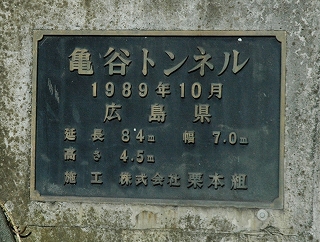 亀谷トンネル
1989年10月
広島県
延長 84m 幅 7.0m
高さ 4.5m
施工 株式会社栗本組